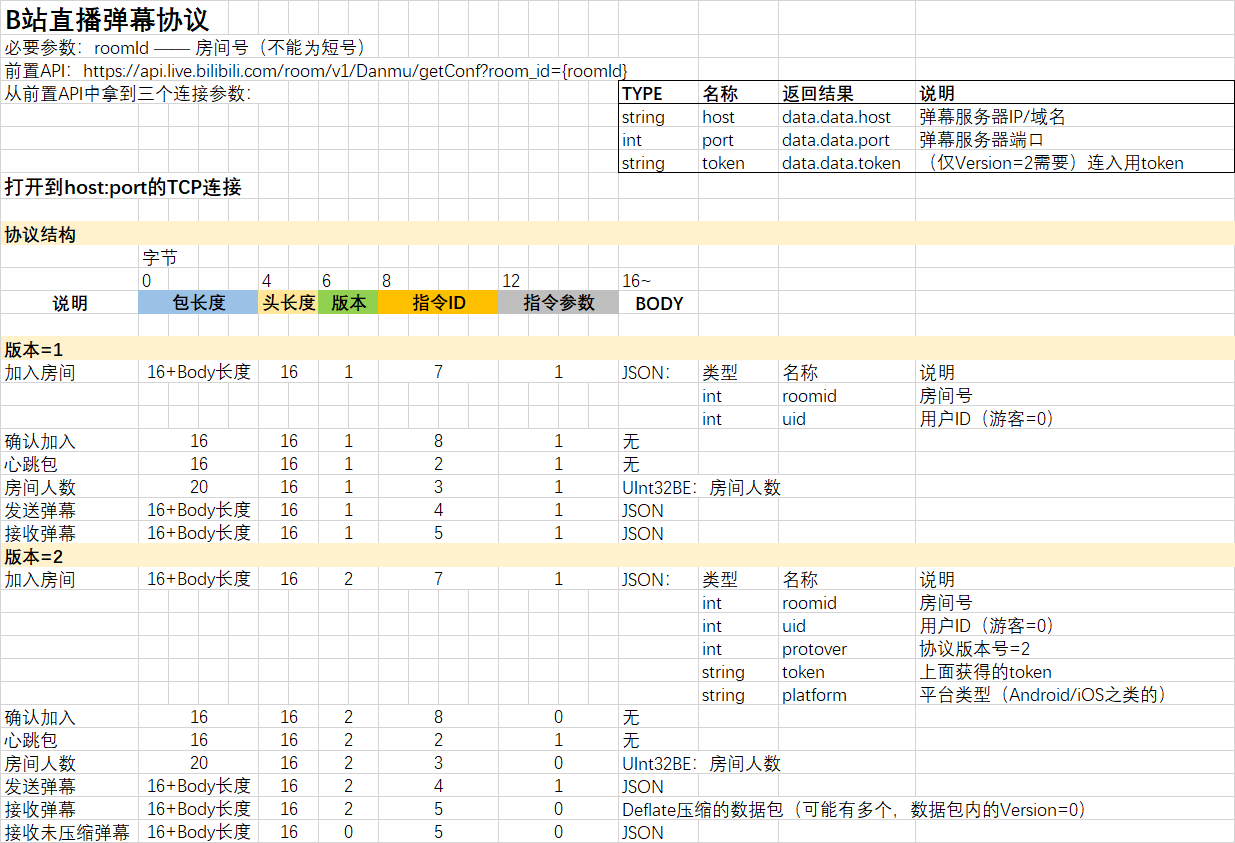 B站直播弹幕协议
必要参数：roomId —— 房间号（不能为短号）
前置API：https://api.live.bilibili.com/room/v1/Danmu/getConf?room_id={roomId}
从前置API中拿到三个连接参数：
TYPE 名称 返回结果 说明
string host data.data.host 弹幕服务器IP/域名
int port data.data.port 弹幕服务器端口
string token data.data.token （仅Version=2需要）连入用token
打开到host:port的TCP连接
协议结构
字节
0 4 6 8 12 16~
说明 包长度 头长度 版本 指令ID 指令参数 BODY
版本=1
加入房间 16+Body长度 16 1 7 1 JSON： 类型 名称 说明
int roomid 房间号
int uid 用户ID（游客=0）
确认加入 16 16 1 8 1 无
心跳包 16 16 1 2 1 无
房间人数 20 16 1 3 1 UInt32BE：房间人数
发送弹幕 16+Body长度 16 1 4 1 JSON
接收弹幕 16+Body长度 16 1 5 1 JSON
版本=2
加入房间 16+Body长度 16 2 7 1 JSON： 类型 名称 说明
int roomid 房间号
int uid 用户ID（游客=0）
int protover 协议版本号=2
string token 上面获得的token
string platform 平台类型（Android/iOS之类的）
确认加入 16 16 2 8 0 无
心跳包 16 16 2 2 1 无
房间人数 20 16 2 3 0 UInt32BE：房间人数
发送弹幕 16+Body长度 16 2 4 1 JSON
接收弹幕 16+Body长度 16 2 5 0 Deflate压缩的数据包（可能有多个，数据包内的Version=0）
接收未压缩弹幕 16+Body长度 16 0 5 0 JSON